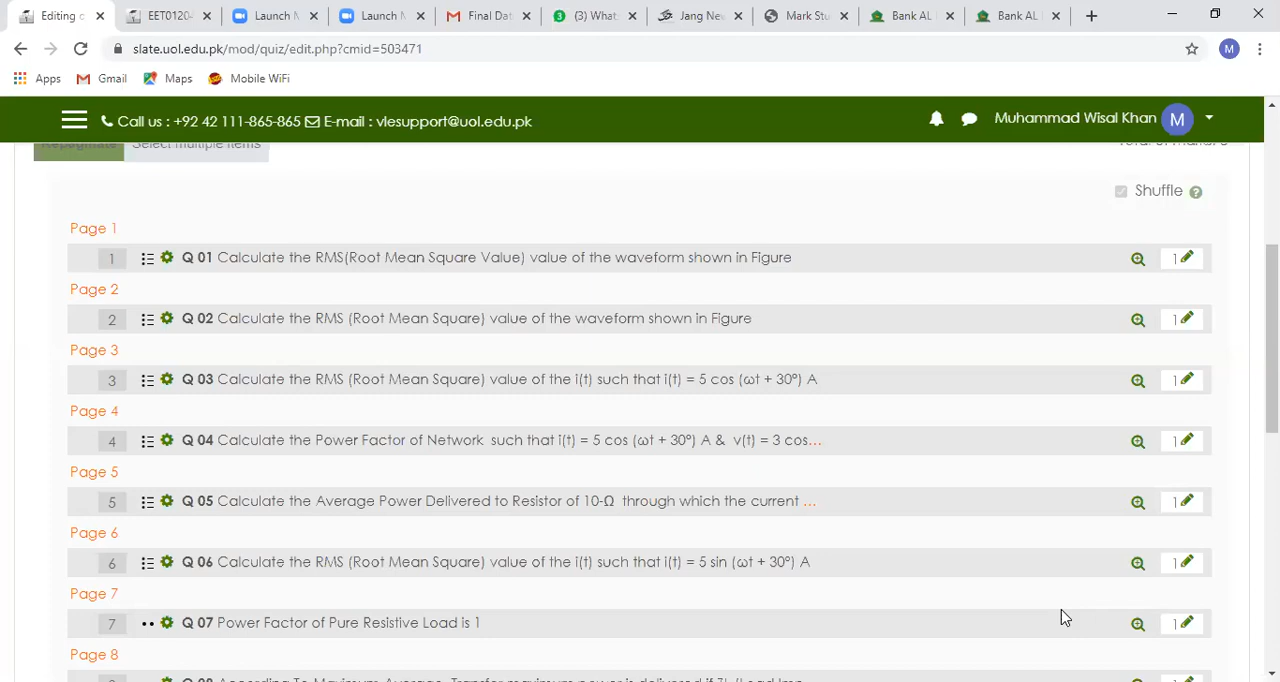 Editing q
EET0120-
Launch M
Launch M
Final Dat
(3) What
Jang Nev
Mark Stu
Bank AL
Bank AL
slate.uol.edu.pk/mod/quiz/edit.php?cmid=503471
M
Apps
Gmail
Maps
Mobile WiFi
Call us : +92 42 111-865-865 E-mail : vlesupport@uol.edu.pk
Muhammad Wisal Khan
M
Repaginate
Select multiple items
Shuffle
Page 1
1 Q 01 Calculate the RMS(Root Mean Square Value) value of the waveform shown in Figure 1
Page 2
2 Q 02 Calculate the RMS (Root Mean Square) value of the waveform shown in Figure 1
Page 3
3 Q 03 Calculate the RMS (Root Mean Square) value of the i(t) such that i(t) = 5 cos (ωt + 30°) A 1
Page 4
4 Q 04 Calculate the Power Factor of Network such that i(t) = 5 cos (ωt + 30°) A & v(t) = 3 cos... 1
Page 5
5 Q 05 Calculate the Average Power Delivered to Resistor of 10-Ω through which the current ... 1
Page 6
6 Q 06 Calculate the RMS (Root Mean Square) value of the i(t) such that i(t) = 5 sin (ωt + 30°) A 1
Page 7
7 Q 07 Power Factor of Pure Resistive Load is 1 1
Page 8